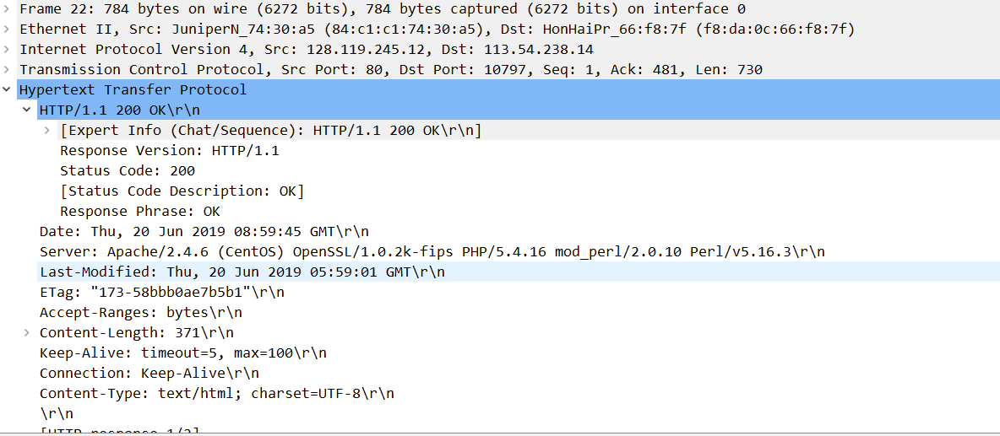 Frame 22: 784 bytes on wire (6272 bits), 784 bytes captured (6272 bits) on interface 0
Ethernet II, Src: JuniperN_74:30:a5 (84:c1:c1:74:30:a5), Dst: HonHaiPr_66:f8:7f (f8:da:0c:66:f8:7f)
Internet Protocol Version 4, Src: 128.119.245.12, Dst: 113.54.238.14
Transmission Control Protocol, Src Port: 80, Dst Port: 10797, Seq: 1, Ack: 481, Len: 730
Hypertext Transfer Protocol
HTTP/1.1 200 OK\r\n
[Expert Info (Chat/Sequence): HTTP/1.1 200 OK\r\n]
Response Version: HTTP/1.1
Status Code: 200
[Status Code Description: OK]
Response Phrase: OK
Date: Thu, 20 Jun 2019 08:59:45 GMT\r\n
Server: Apache/2.4.6 (CentOS) OpenSSL/1.0.2k-fips PHP/5.4.16 mod_perl/2.0.10 Perl/v5.16.3\r\n
Last-Modified: Thu, 20 Jun 2019 05:59:01 GMT\r\n
ETag: "173-58bbb0ae7b5b1"\r\n
Accept-Ranges: bytes\r\n
Content-Length: 371\r\n
Keep-Alive: timeout=5, max=100\r\n
Connection: Keep-Alive\r\n
Content-Type: text/html; charset=UTF-8\r\n
\r\n
[HTTP response 1/2]